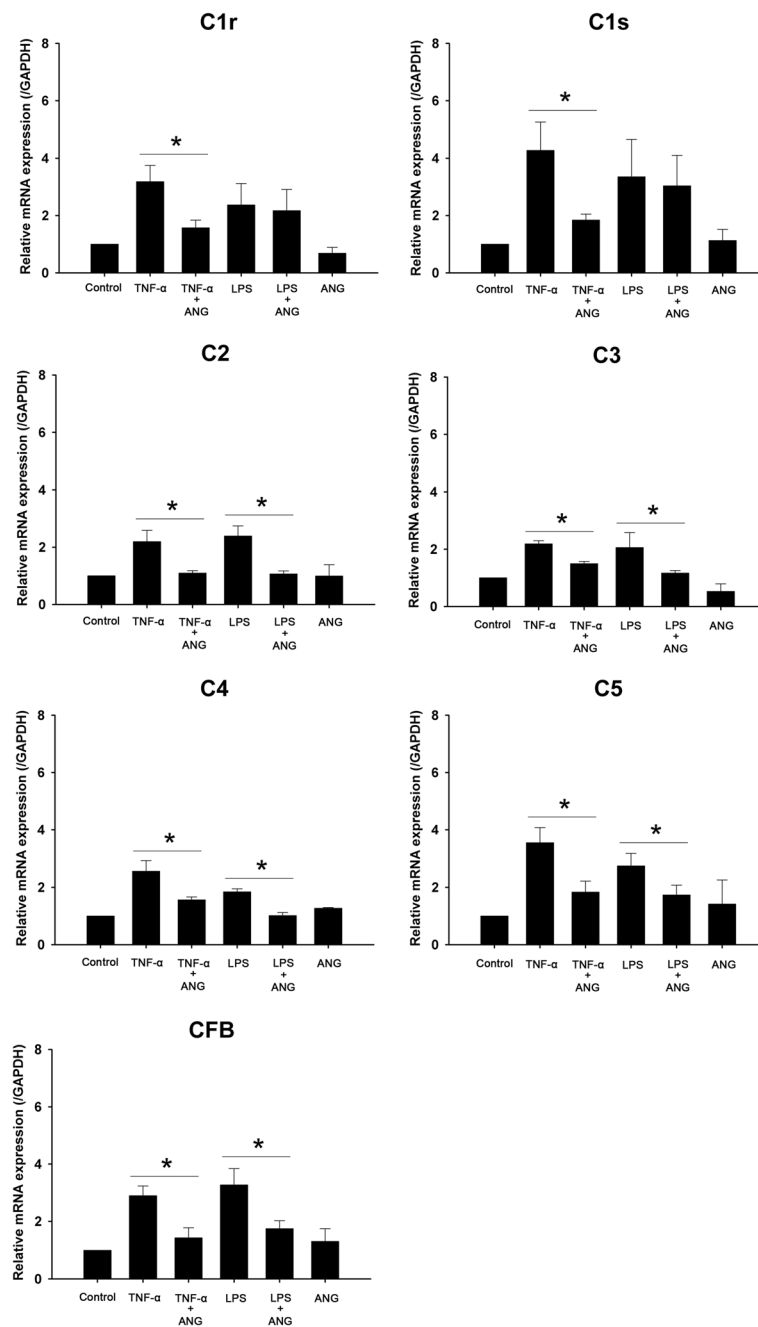 C1r
Relative mRNA expression (/GAPDH)
8
6
4
2
0
*
Control TNF-α TNF-α + ANG LPS LPS + ANG ANG
C1s
Relative mRNA expression (/GAPDH)
8
6
4
2
0
*
Control TNF-α TNF-α + ANG LPS LPS + ANG ANG
C2
Relative mRNA expression (/GAPDH)
8
6
4
2
0
* *
Control TNF-α TNF-α + ANG LPS LPS + ANG ANG
C3
Relative mRNA expression (/GAPDH)
8
6
4
2
0
* *
Control TNF-α TNF-α + ANG LPS LPS + ANG ANG
C4
Relative mRNA expression (/GAPDH)
8
6
4
2
0
* *
Control TNF-α TNF-α + ANG LPS LPS + ANG ANG
C5
Relative mRNA expression (/GAPDH)
8
6
4
2
0
* *
Control TNF-α TNF-α + ANG LPS LPS + ANG ANG
CFB
Relative mRNA expression (/GAPDH)
8
6
4
2
0
* *
Control TNF-α TNF-α + ANG LPS LPS + ANG ANG